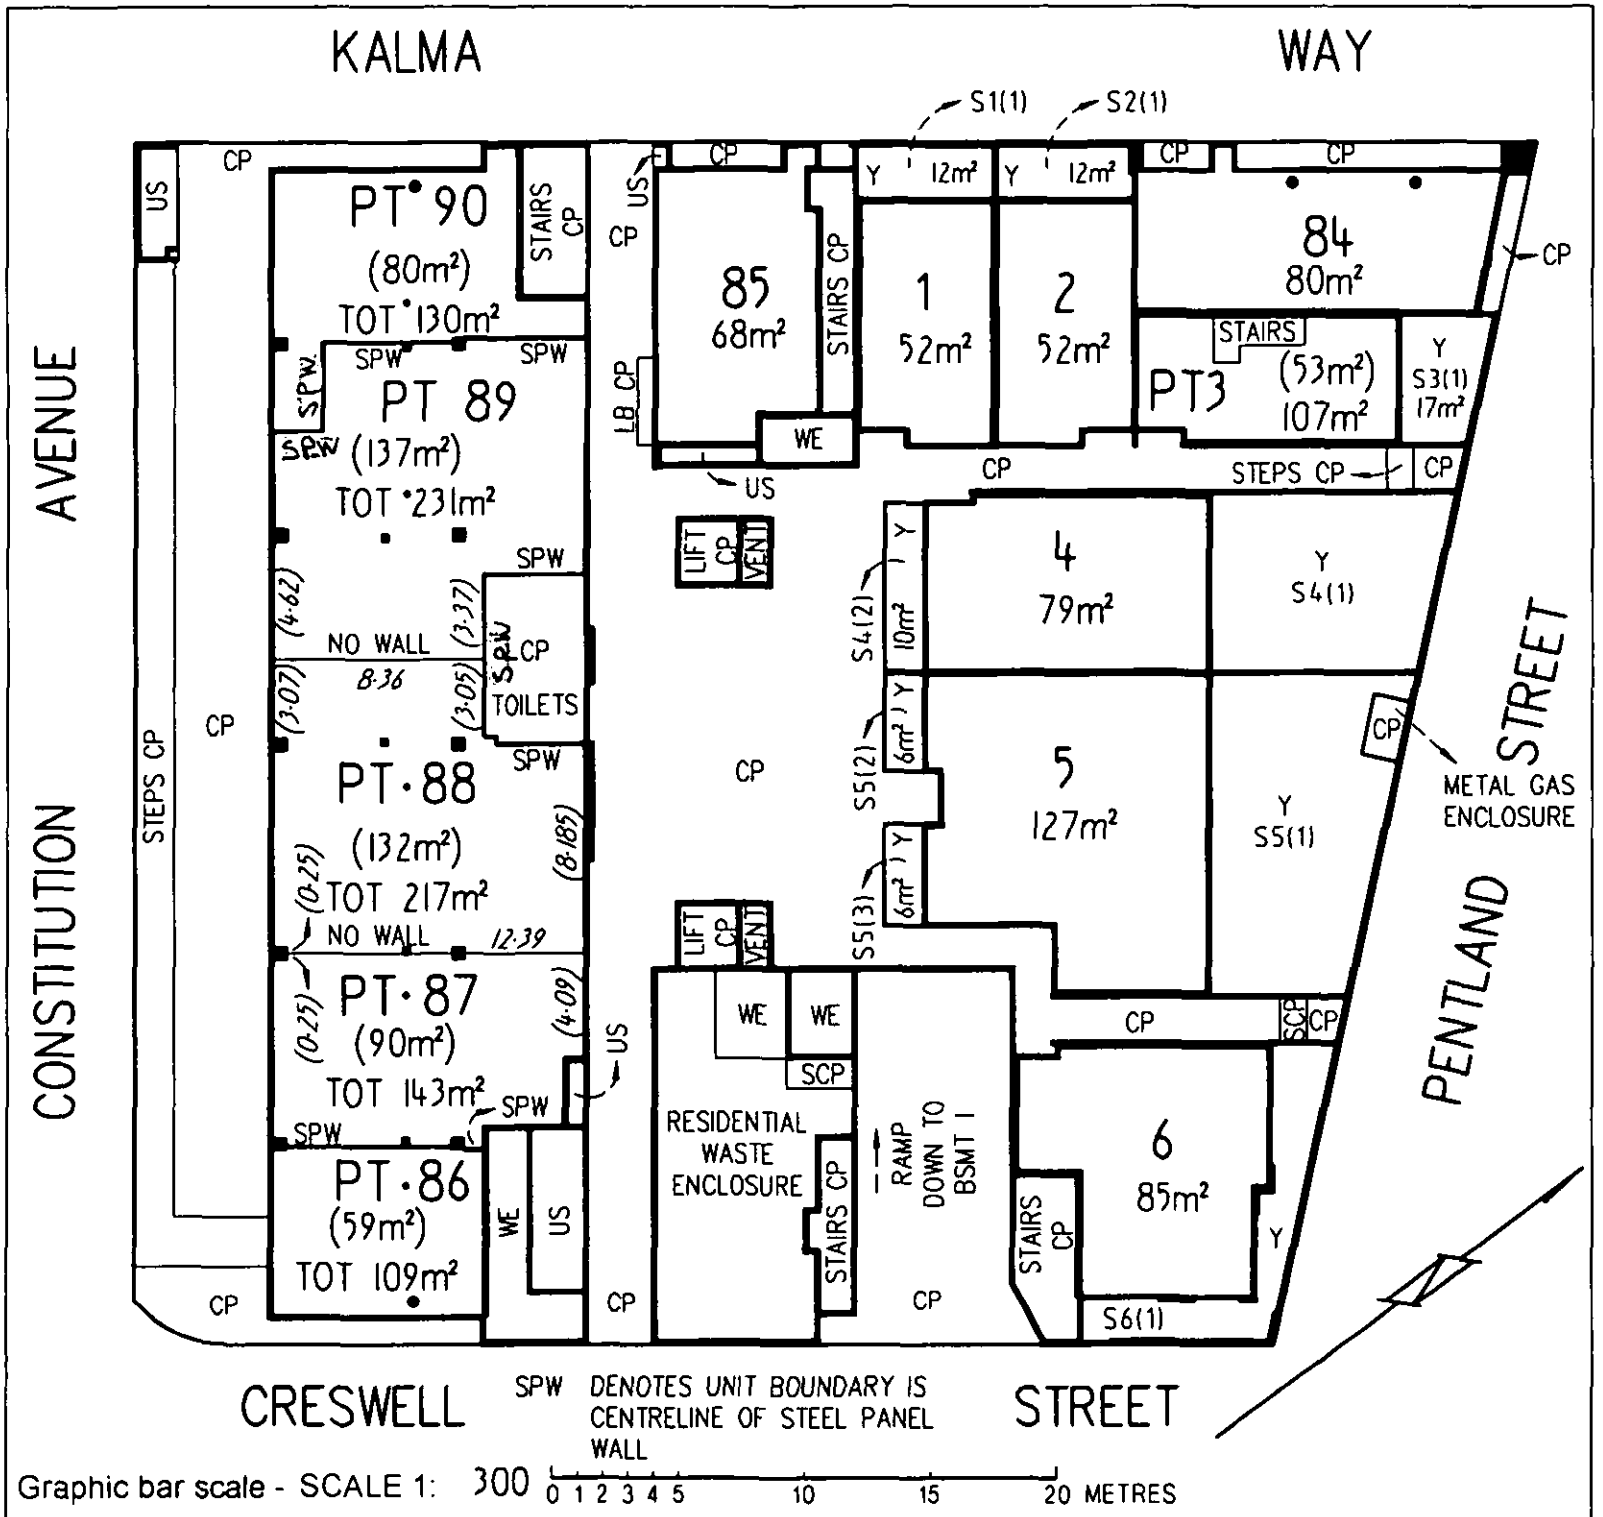 KALMA WAY
S1(1) S2(1)
US CP US CP STAIRS CP Y 12m² Y 12m² CP CP
PT 90
(80m²)
TOT 130m²
STAIRS CP
CP
85
68m²
STAIRS CP
1
52m²
2
52m²
84
80m²
CP
SPW SPW
SPW
SPW
PT 89
(137m²)
TOT 231m²
LB CP
WE
US
STAIRS
PT3 (53m²)
107m²
Y
S3(1)
17m²
CP STEPS CP CP
AVENUE
CONSTITUTION
STEPS CP
CP
(4·62) (3·37)
NO WALL
8·36
(3·07) (3·05)
SPW
SPW
CP
TOILETS
SPW
LIFT CP VENT
S4(2) Y 10m²
4
79m²
Y
S4(1)
PT 88
(132m²)
TOT 217m²
NO WALL 12·39
(0·25)
(8·185)
CP
S5(2) Y 6m²
S5(3) Y 6m²
5
127m²
Y
S5(1)
CP
METAL GAS
ENCLOSURE
PENTLAND STREET
LIFT CP VENT
PT 87
(90m²)
TOT 143m²
(0·25)
(4·09)
US
WE WE
SCP
CP SCP CP
SPW SPW
PT 86
(59m²)
TOT 109m²
CP
WE US
CP
RESIDENTIAL
WASTE
ENCLOSURE
STAIRS CP
RAMP
DOWN TO
BSMT 1
CP
STAIRS CP
6
85m²
Y
S6(1)
CRESWELL STREET
SPW DENOTES UNIT BOUNDARY IS
CENTRELINE OF STEEL PANEL
WALL
Graphic bar scale - SCALE 1: 300
0 1 2 3 4 5 10 15 20 METRES